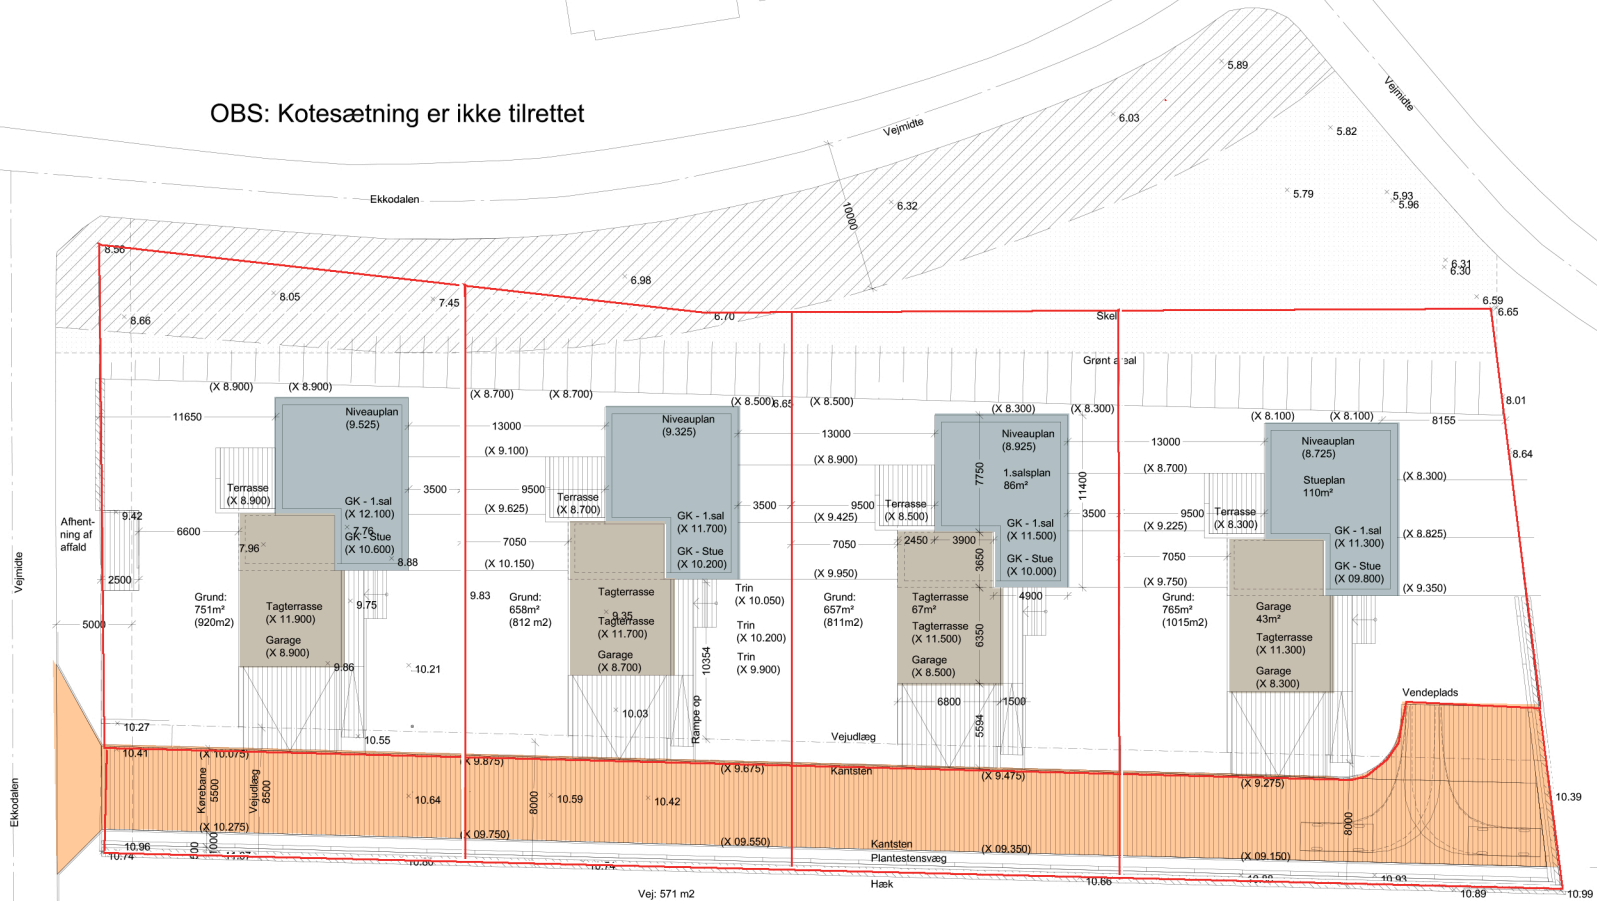 OBS: Kotesætning er ikke tilrettet
Vejmidte
Vejmidte
Ekkodalen
10000
5.89
6.03
5.82
5.79
5.93
5.96
6.32
6.31
6.30
6.59
6.65
8.56
8.05
7.45
6.98
8.66
6.70
Skel
Grønt areal
(X 8.900)
(X 8.900)
(X 8.700)
(X 8.700)
(X 8.500)
6.65
(X 8.500)
(X 8.300)
(X 8.300)
(X 8.100)
(X 8.100)
8155
8.01
8.64
11650
Niveauplan
(9.525)
13000
(X 9.100)
3500
Terrasse
(X 8.900)
GK - 1.sal
(X 12.100)
7.76
GK - Stue
(X 10.600)
7.96
8.88
6600
9.42
Afhent-
ning af
affald
2500
5000
Grund:
751m²
(920m2)
Tagterrasse
(X 11.900)
Garage
(X 8.900)
9.75
9.86
10.21
9.83
Niveauplan
(9.325)
13000
(X 8.900)
9500
Terrasse
(X 8.700)
(X 9.625)
3500
7050
(X 10.150)
GK - 1.sal
(X 11.700)
GK - Stue
(X 10.200)
Grund:
658m²
(812 m2)
Tagterrasse
9.35
Tagterrasse
(X 11.700)
Garage
(X 8.700)
Trin
(X 10.050)
Trin
(X 10.200)
Trin
(X 9.900)
10354
Rampe op
10.03
Niveauplan
(8.925)
1.salsplan
86m²
7750
11400
13000
(X 8.700)
9500
Terrasse
(X 8.500)
(X 9.425)
3500
7050
2450
3900
3650
(X 9.950)
GK - 1.sal
(X 11.500)
GK - Stue
(X 10.000)
4900
Grund:
657m²
(811m2)
Tagterrasse
67m²
Tagterrasse
(X 11.500)
Garage
(X 8.500)
6350
6800
1500
5594
Niveauplan
(8.725)
Stueplan
110m²
(X 8.300)
9500
Terrasse
(X 8.300)
(X 9.225)
7050
(X 9.750)
GK - 1.sal
(X 11.300)
GK - Stue
(X 09.800)
(X 8.825)
(X 9.350)
Grund:
765m²
(1015m2)
Garage
43m²
Tagterrasse
(X 11.300)
Garage
(X 8.300)
Vendeplads
Vejmidte
Ekkodalen
10.27
10.55
Vejudlæg
10.41
(X 10.075)
(X 9.875)
(X 9.675)
Kantsten
(X 9.475)
(X 9.275)
Kørebane
5500
Vejudlæg
8500
10.64
8000
10.59
10.42
8000
10.39
(X 10.275)
(X 09.750)
(X 09.550)
Kantsten
(X 09.350)
(X 09.150)
10.96
10.74
500
1000
Plantestensvæg
10.66
10.93
Hæk
10.89
10.99
Vej: 571 m2